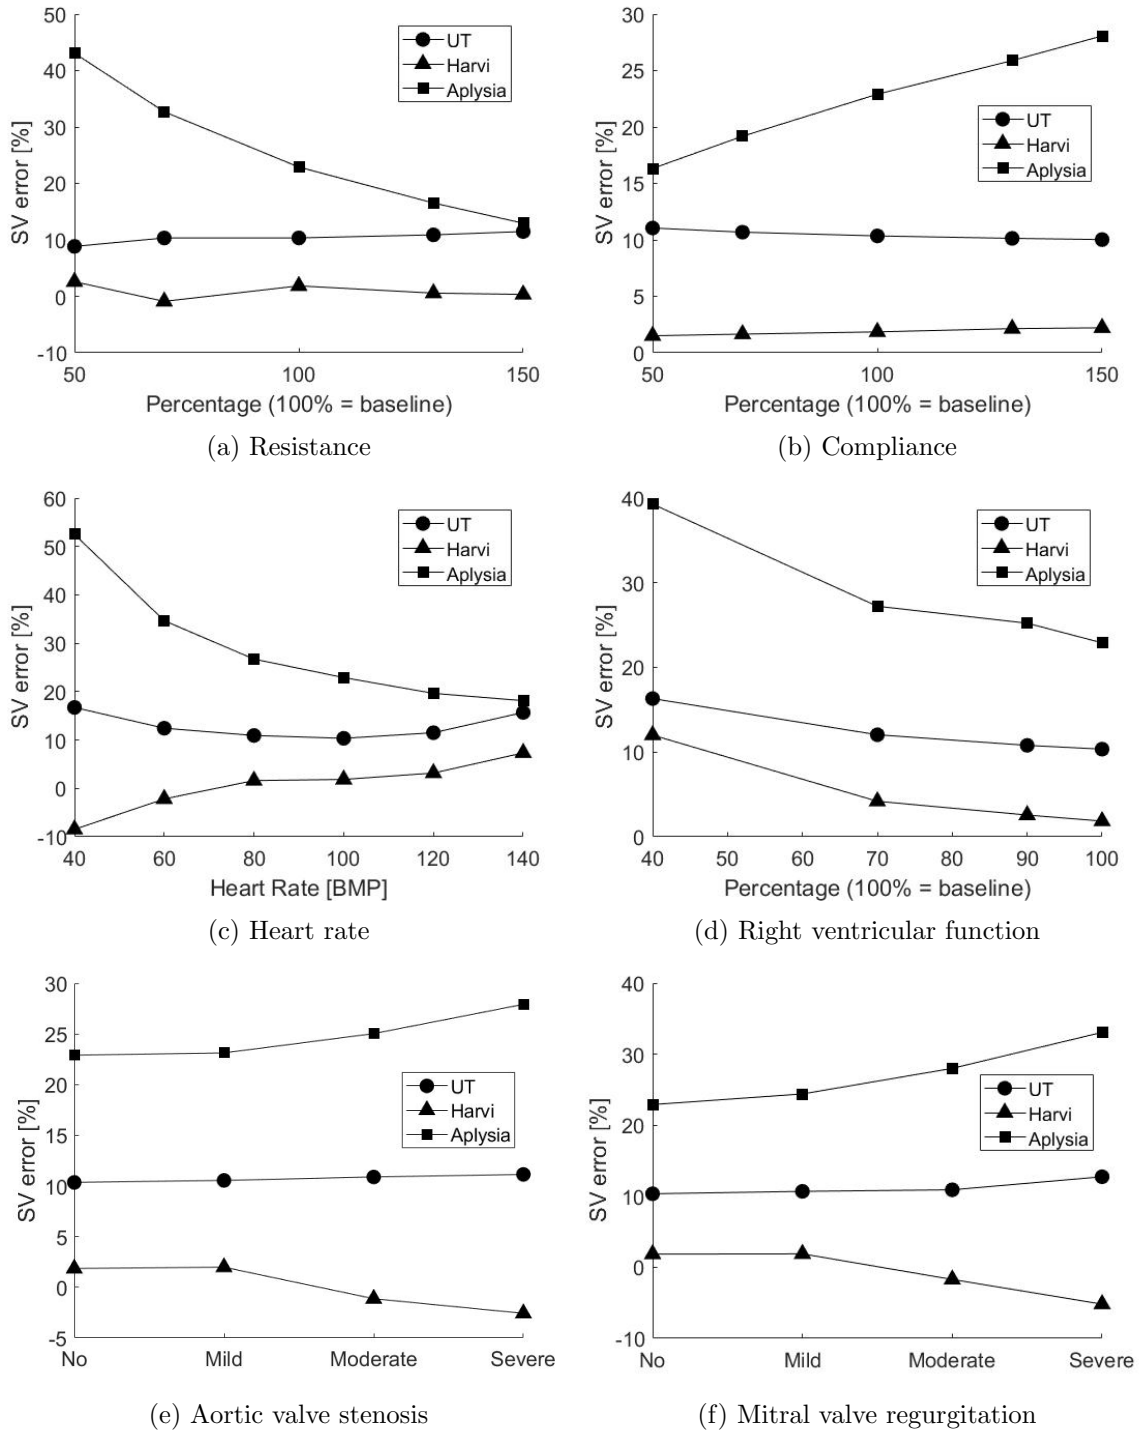 50
40
30
20
10
0
-10
SV error [%]
UT
Harvi
Aplysia
50 100 150
Percentage (100% = baseline)
(a) Resistance
30
25
20
15
10
5
0
SV error [%]
UT
Harvi
Aplysia
50 100 150
Percentage (100% = baseline)
(b) Compliance
60
50
40
30
20
10
0
-10
SV error [%]
UT
Harvi
Aplysia
40 60 80 100 120 140
Heart Rate [BMP]
(c) Heart rate
40
30
20
10
0
SV error [%]
UT
Harvi
Aplysia
40 50 60 70 80 90 100
Percentage (100% = baseline)
(d) Right ventricular function
30
25
20
15
10
5
0
-5
SV error [%]
UT
Harvi
Aplysia
No Mild Moderate Severe
(e) Aortic valve stenosis
40
30
20
10
0
-10
SV error [%]
UT
Harvi
Aplysia
No Mild Moderate Severe
(f) Mitral valve regurgitation